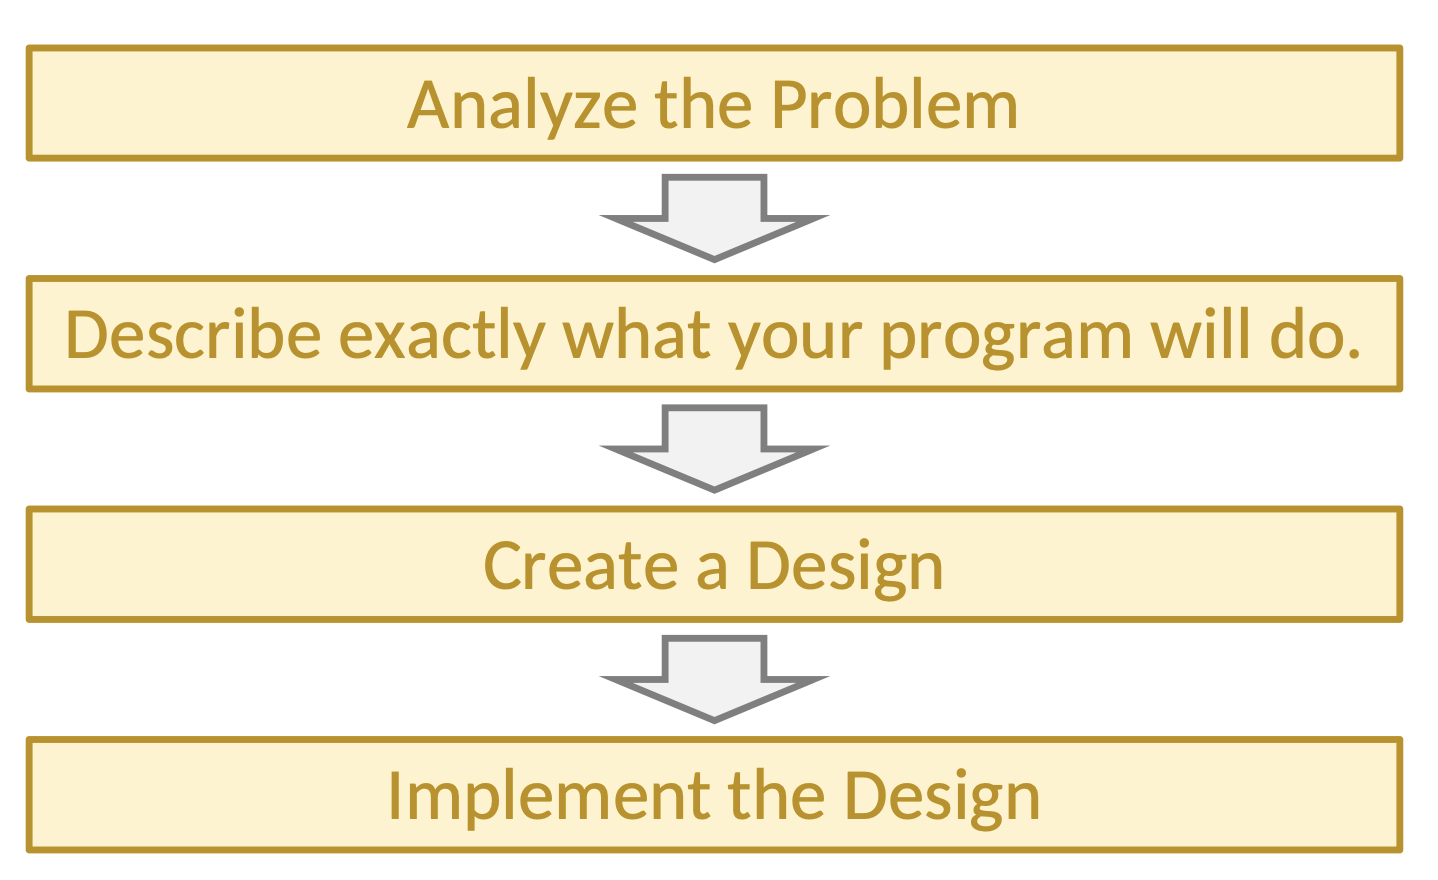 Analyze the Problem
Describe exactly what your program will do.
Create a Design
Implement the Design